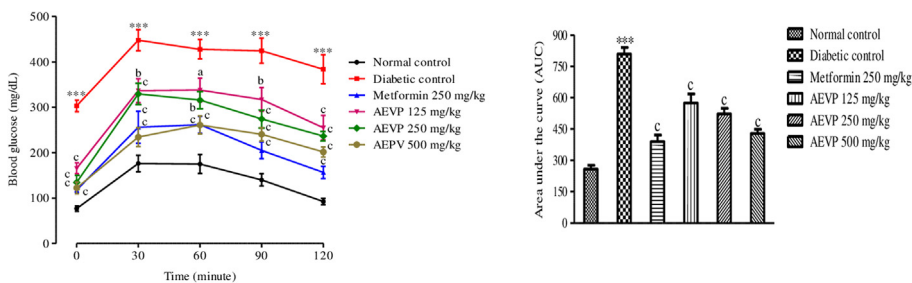 500
400
300
200
100
0
Blood glucose (mg/dL)
***
***
***
***
***
b
c
a
b
c
c
c
c
c
c
c
c
c
c
c
c
c
0
30
60
90
120
Time (minute)
Normal control
Diabetic control
Metformin 250 mg/kg
AEVP 125 mg/kg
AEVP 250 mg/kg
AEPV 500 mg/kg
900
750
600
450
300
150
0
Area under the curve (AUC)
***
c
c
c
c
Normal control
Diabetic control
Metformin 250 mg/kg
AEVP 125 mg/kg
AEVP 250 mg/kg
AEVP 500 mg/kg